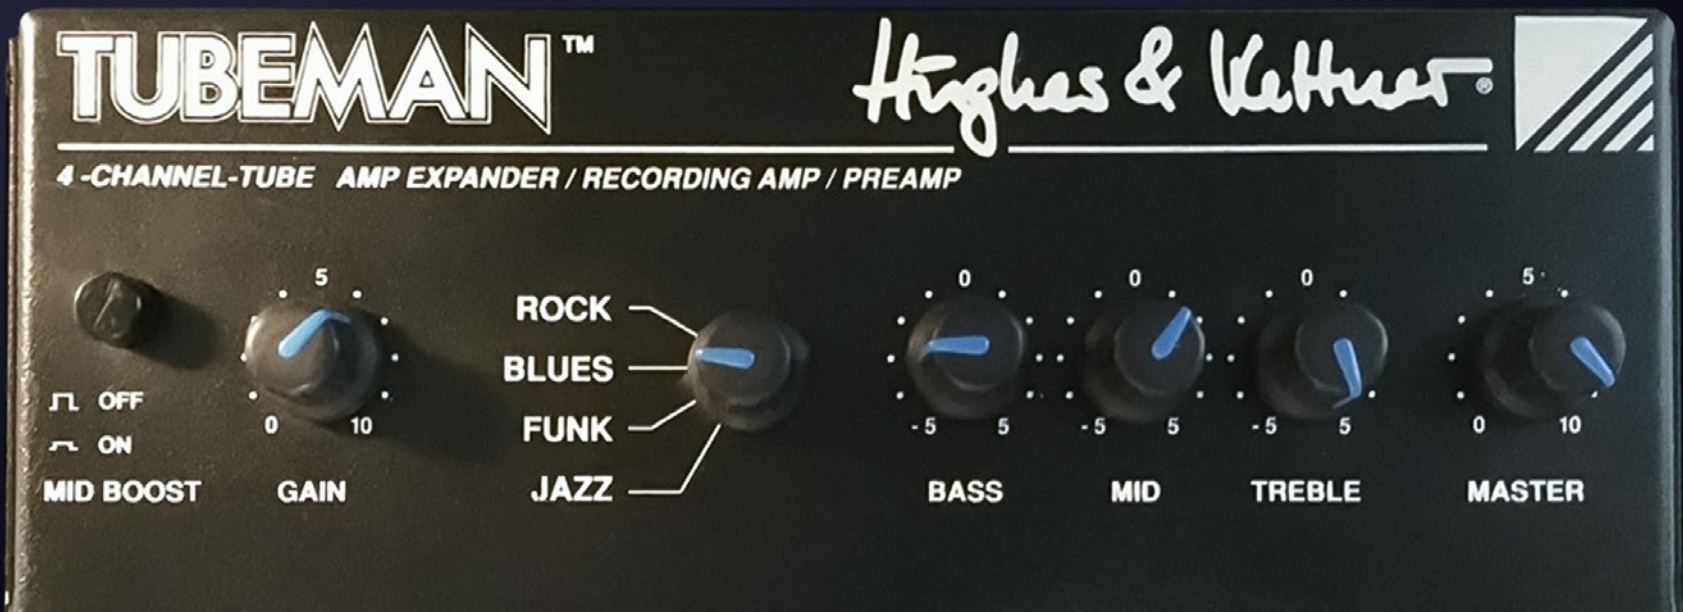 TUBEMAN™
Hughes & Kettner®
4-CHANNEL-TUBE AMP EXPANDER / RECORDING AMP / PREAMP
5
0 10
OFF
ON
MID BOOST
GAIN
ROCK
BLUES
FUNK
JAZZ
0
-5 5
BASS
0
-5 5
MID
0
-5 5
TREBLE
5
0 10
MASTER